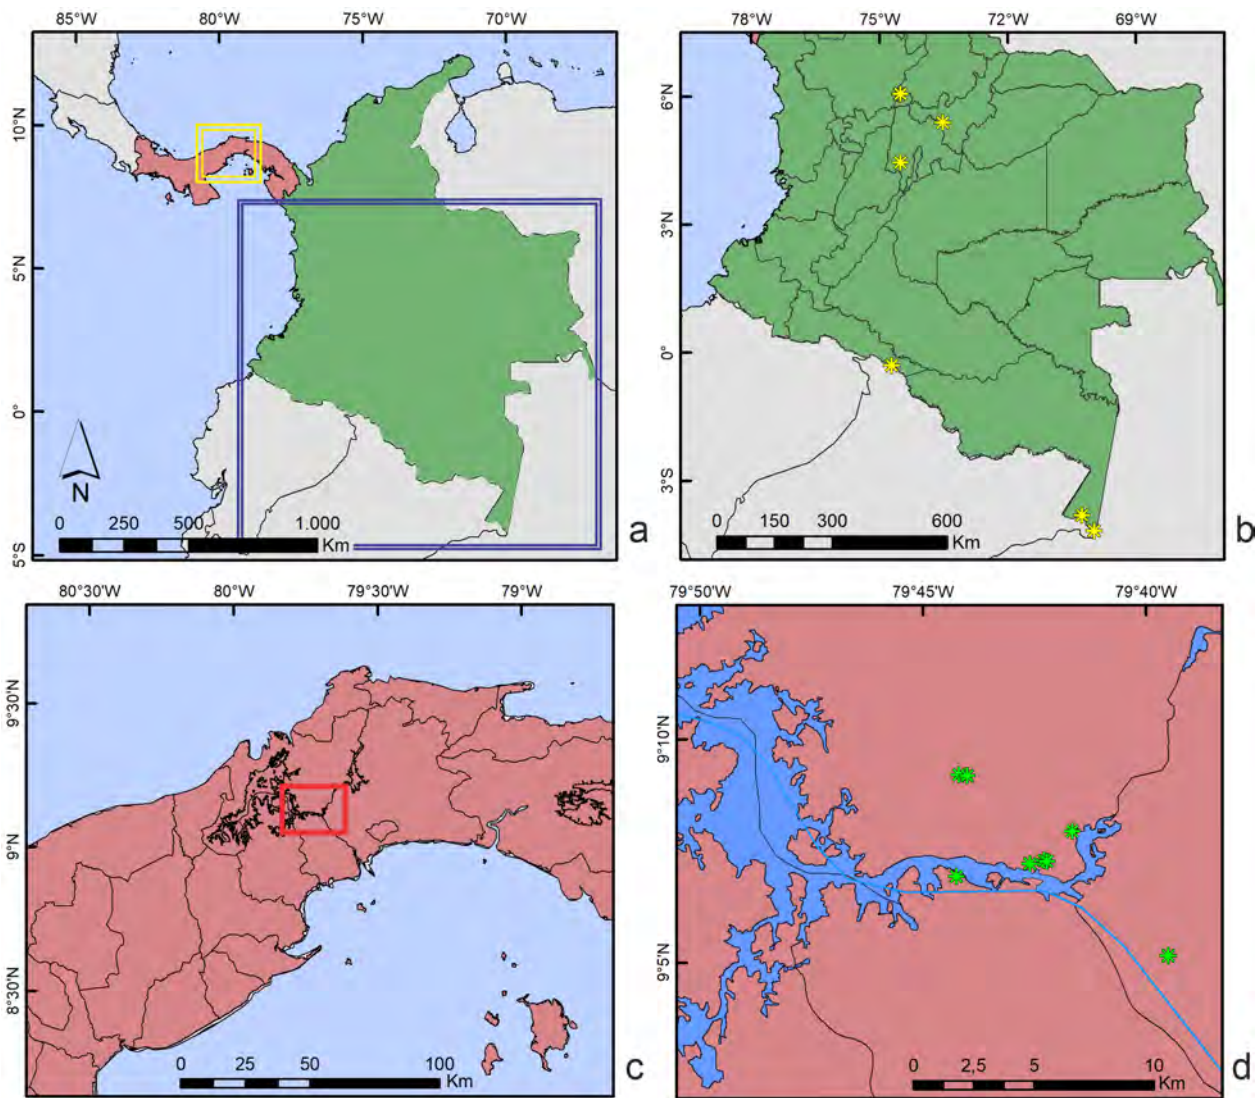 85°W 80°W 75°W 70°W
10°N
5°N
0°
5°S
N
0 250 500 1.000
Km
a
78°W 75°W 72°W 69°W
6°N
3°N
0°
3°S
0 150 300 600
Km
b
80°30'W 80°W 79°30'W 79°W
9°30'N
9°N
8°30'N
0 25 50 100
Km
c
79°50'W 79°45'W 79°40'W
9°10'N
9°5'N
0 2,5 5 10
Km
d